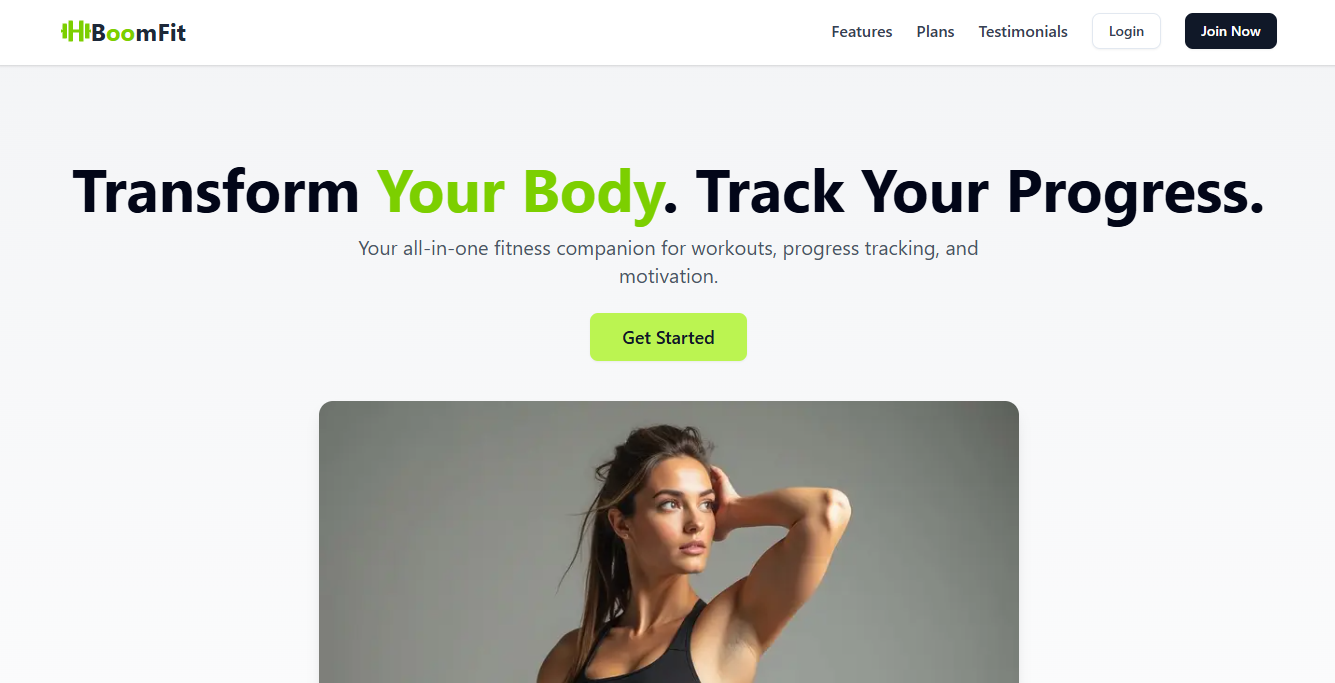 BoomFit
Features
Plans
Testimonials
Login
Join Now
Transform Your Body. Track Your Progress.
Your all-in-one fitness companion for workouts, progress tracking, and
motivation.
Get Started